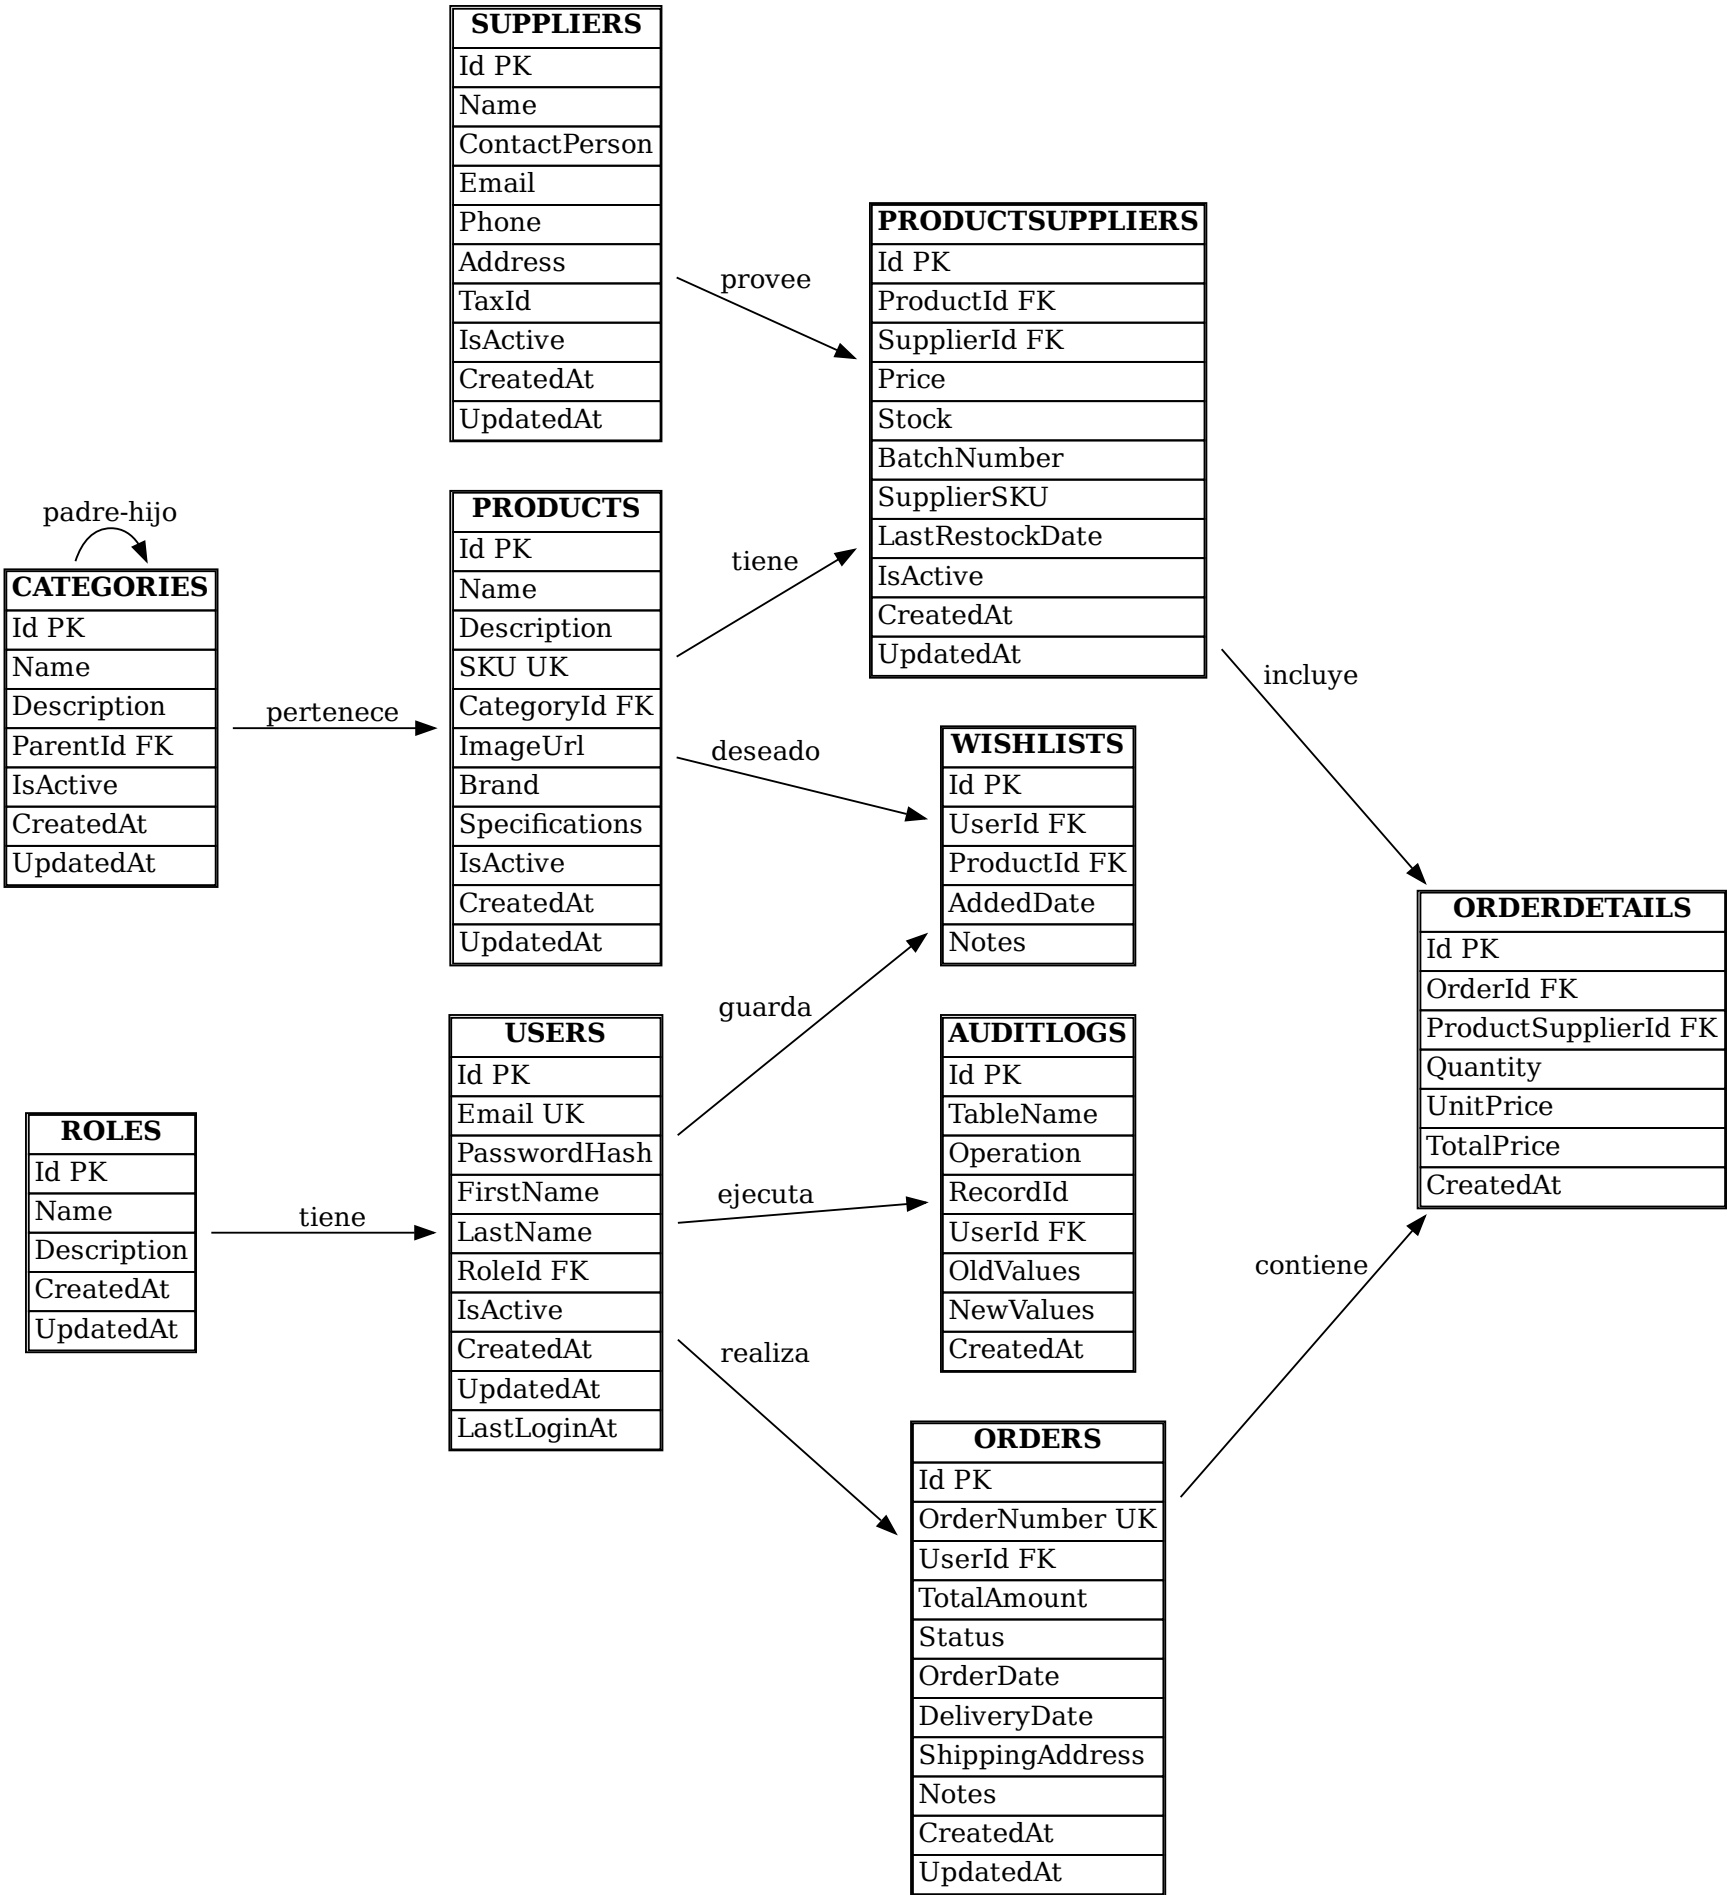 SUPPLIERS
Id PK
Name
ContactPerson
Email
Phone
Address
TaxId
IsActive
CreatedAt
UpdatedAt
provee
PRODUCTSUPPLIERS
Id PK
ProductId FK
SupplierId FK
Price
Stock
BatchNumber
SupplierSKU
LastRestockDate
IsActive
CreatedAt
UpdatedAt
padre-hijo
CATEGORIES
Id PK
Name
Description
ParentId FK
IsActive
CreatedAt
UpdatedAt
pertenece
PRODUCTS
Id PK
Name
Description
SKU UK
CategoryId FK
ImageUrl
Brand
Specifications
IsActive
CreatedAt
UpdatedAt
tiene
deseado
incluye
WISHLISTS
Id PK
UserId FK
ProductId FK
AddedDate
Notes
guarda
ORDERDETAILS
Id PK
OrderId FK
ProductSupplierId FK
Quantity
UnitPrice
TotalPrice
CreatedAt
ROLES
Id PK
Name
Description
CreatedAt
UpdatedAt
tiene
USERS
Id PK
Email UK
PasswordHash
FirstName
LastName
RoleId FK
IsActive
CreatedAt
UpdatedAt
LastLoginAt
ejecuta
realiza
AUDITLOGS
Id PK
TableName
Operation
RecordId
UserId FK
OldValues
NewValues
CreatedAt
contiene
ORDERS
Id PK
OrderNumber UK
UserId FK
TotalAmount
Status
OrderDate
DeliveryDate
ShippingAddress
Notes
CreatedAt
UpdatedAt